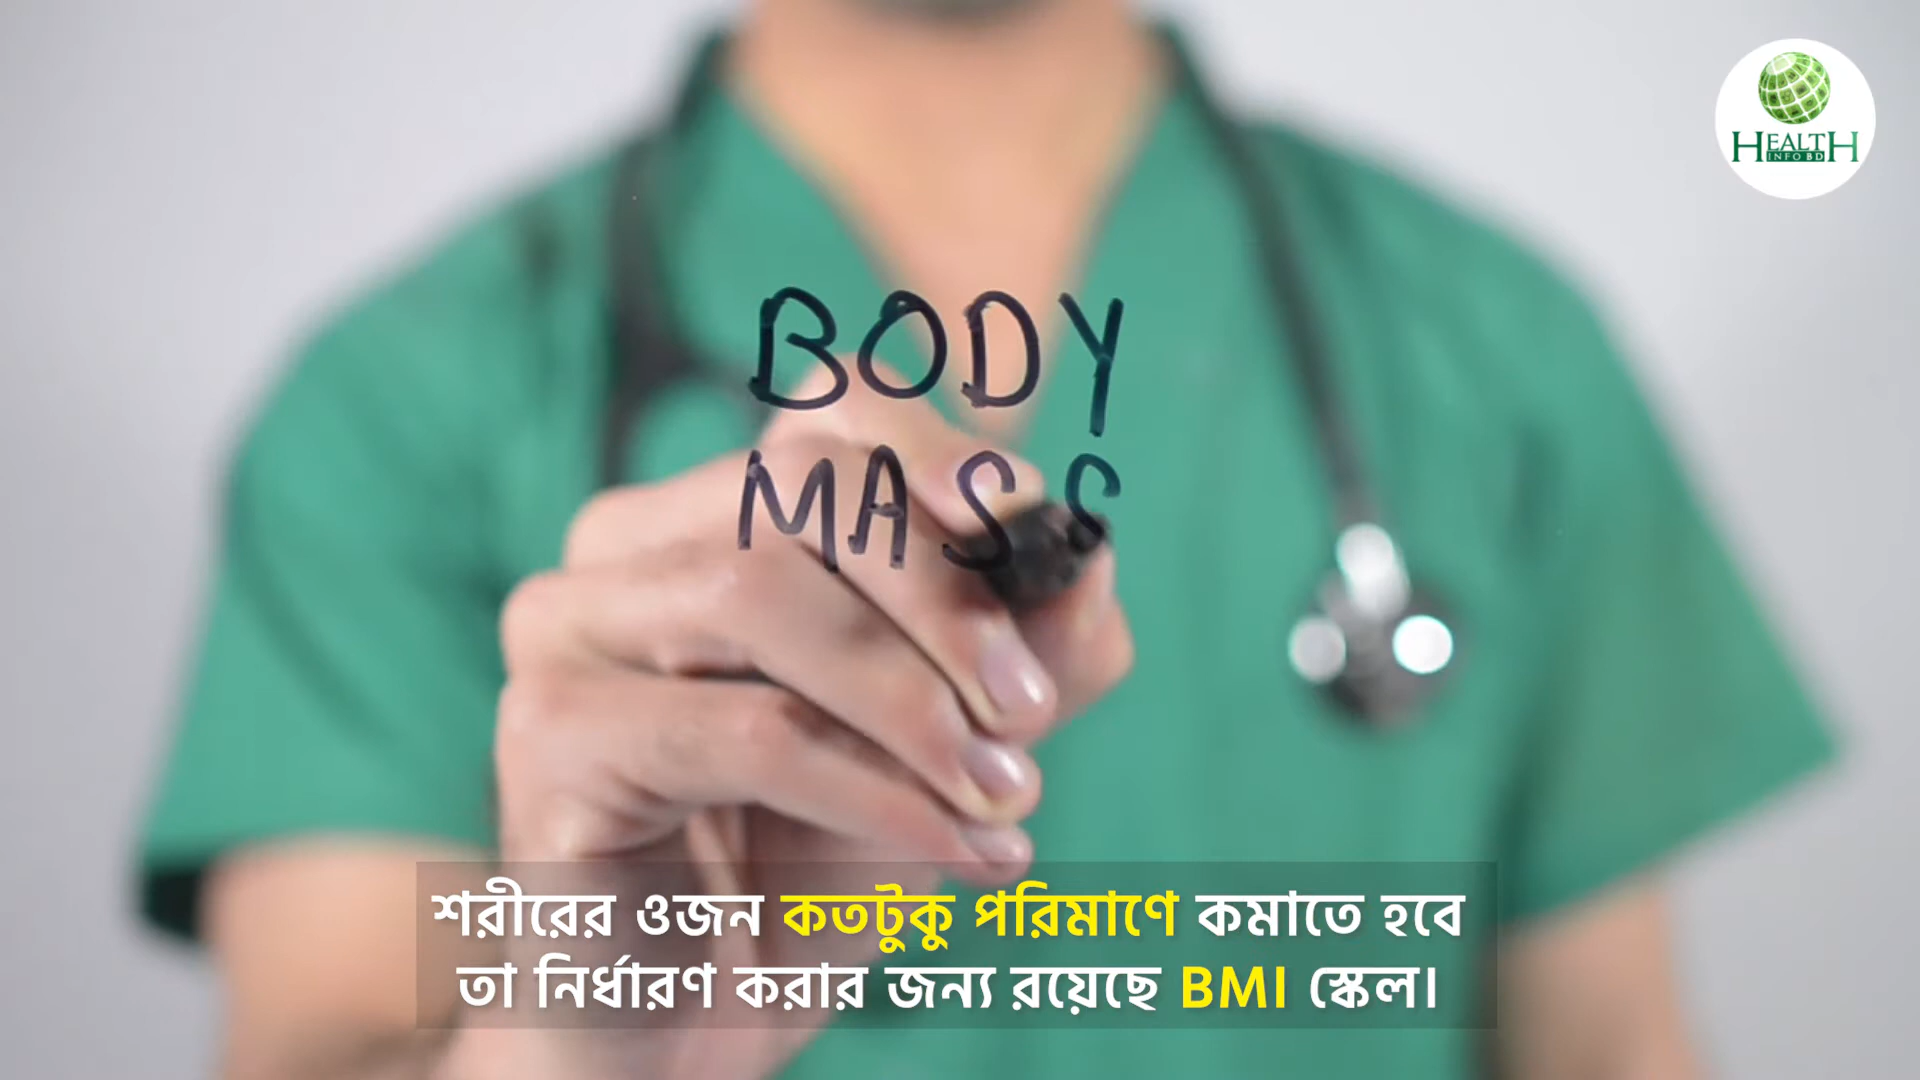 HEALTH
INFO BD
BODY
MASS
শরীরের ওজন কতটুকু পরিমাণে কমাতে হবে
তা নির্ধারণ করার জন্য রয়েছে BMI স্কেল।